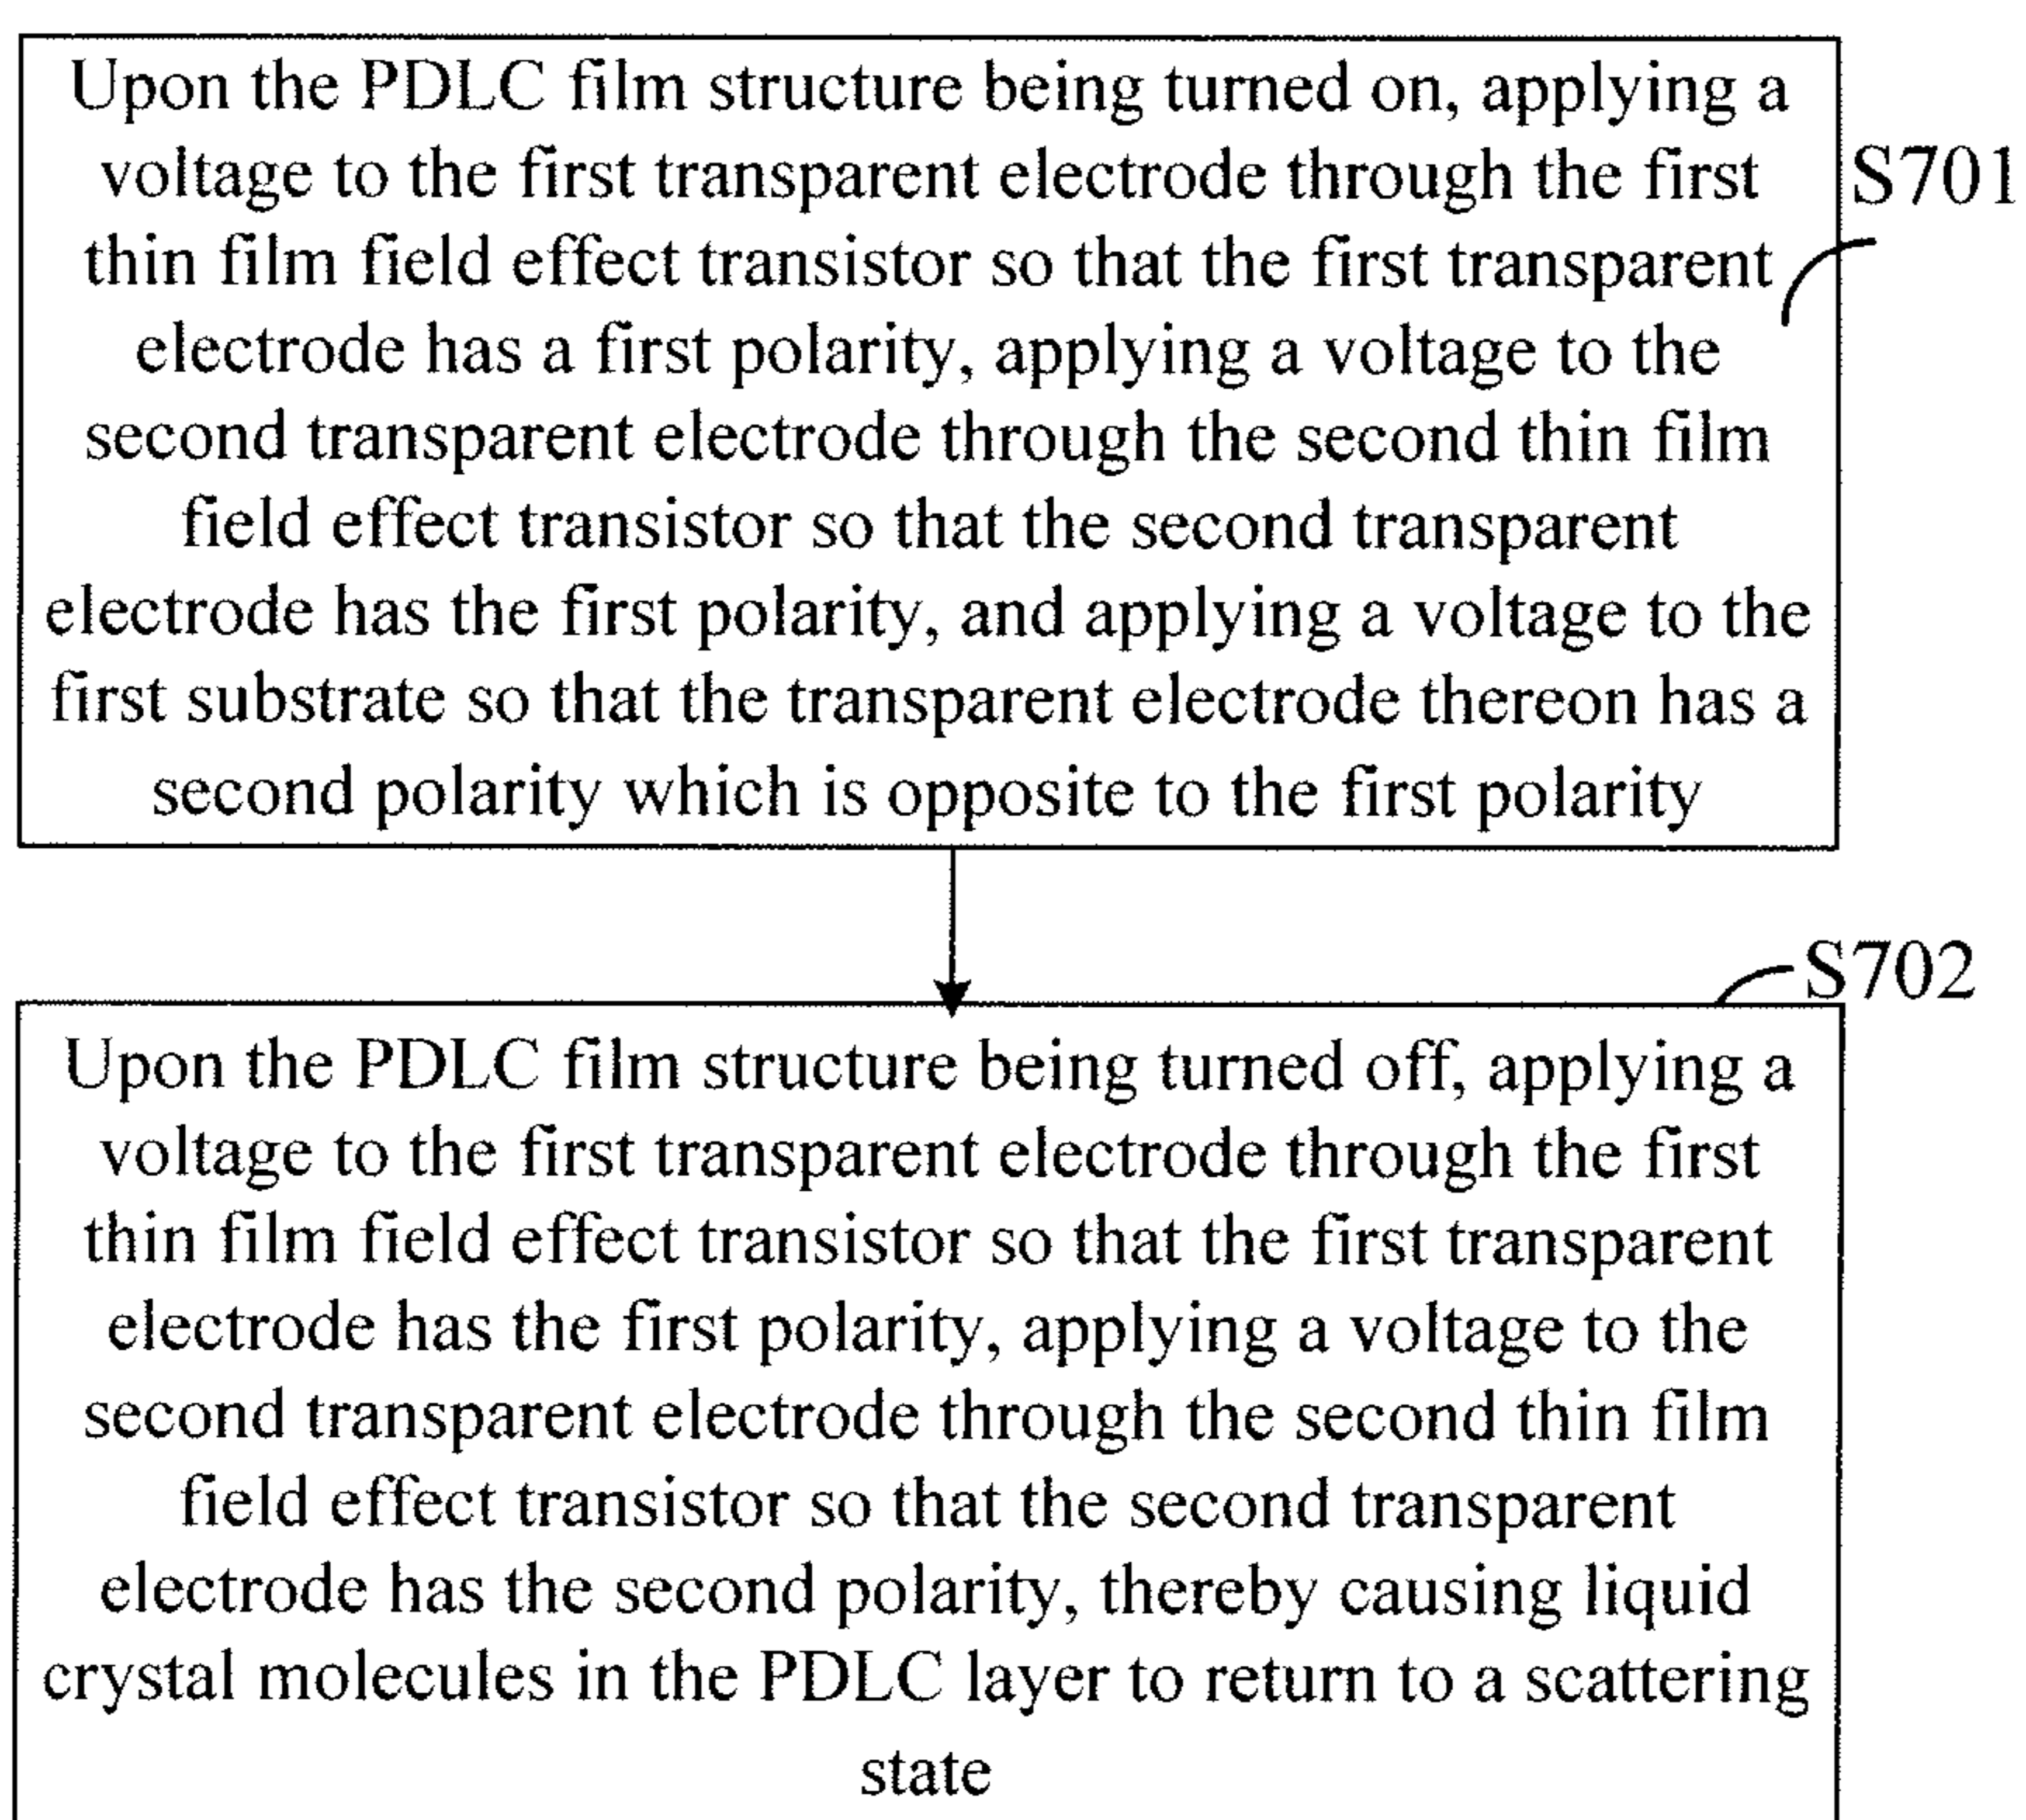 Upon the PDLC film structure being turned on, applying a
voltage to the first transparent electrode through the first
thin film field effect transistor so that the first transparent
electrode has a first polarity, applying a voltage to the
second transparent electrode through the second thin film
field effect transistor so that the second transparent
electrode has the first polarity, and applying a voltage to the
first substrate so that the transparent electrode thereon has a
second polarity which is opposite to the first polarity
S701
S702
Upon the PDLC film structure being turned off, applying a
voltage to the first transparent electrode through the first
thin film field effect transistor so that the first transparent
electrode has the first polarity, applying a voltage to the
second transparent electrode through the second thin film
field effect transistor so that the second transparent
electrode has the second polarity, thereby causing liquid
crystal molecules in the PDLC layer to return to a scattering
state